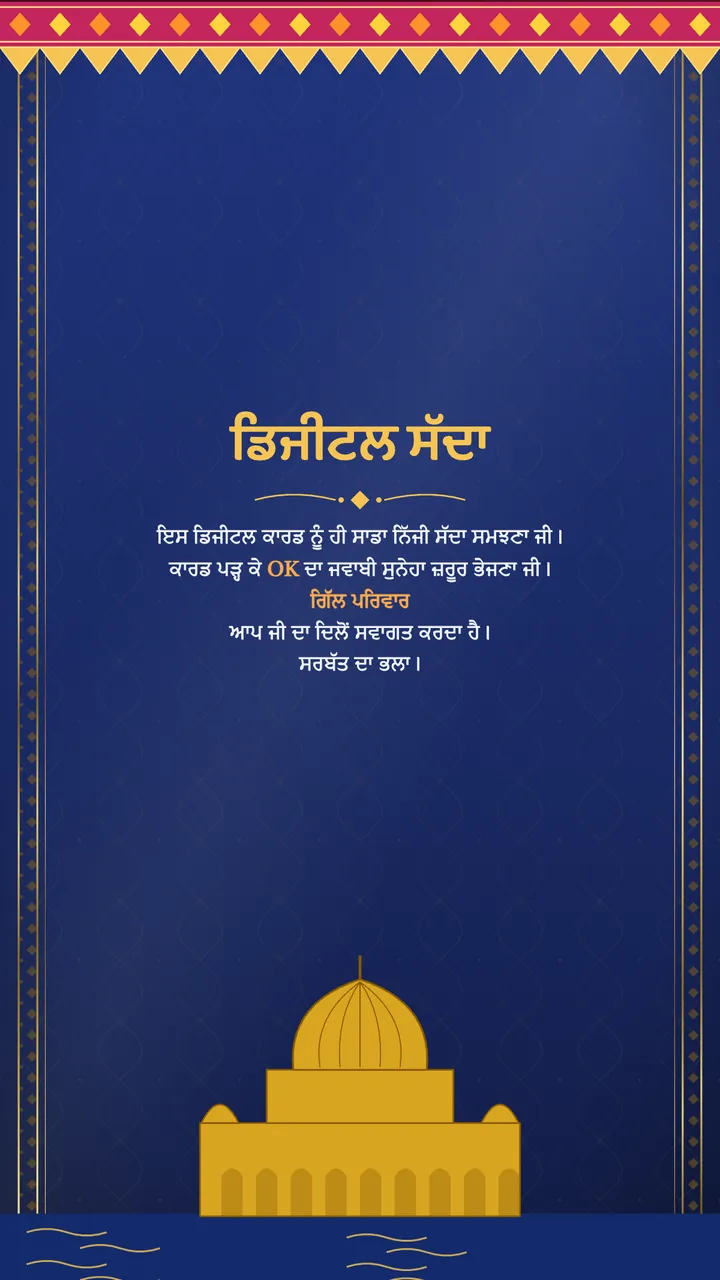 ਡਿਜੀਟਲ ਸੱਦਾ
ਇਸ ਡਿਜੀਟਲ ਕਾਰਡ ਨੂੰ ਹੀ ਸਾਡਾ ਨਿੱਜੀ ਸੱਦਾ ਸਮਝਣਾ ਜੀ।
ਕਾਰਡ ਪੜ੍ਹ ਕੇ OK ਦਾ ਜਵਾਬੀ ਸੁਨੇਹਾ ਜ਼ਰੂਰ ਭੇਜਣਾ ਜੀ।
ਗਿੱਲ ਪਰਿਵਾਰ
ਆਪ ਜੀ ਦਾ ਦਿਲੋਂ ਸਵਾਗਤ ਕਰਦਾ ਹੈ।
ਸਰਬੱਤ ਦਾ ਭਲਾ।